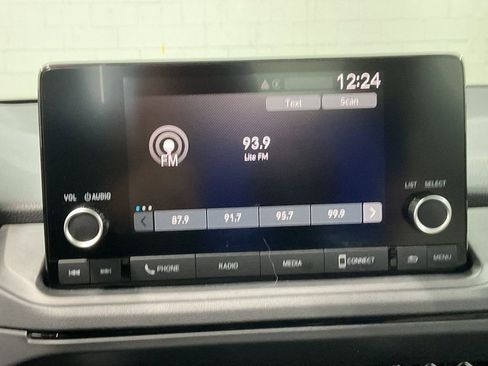 12:24
Text Scan
93.9
FM Lite FM
VOL AUDIO
LIST SELECT
87.9 91.7 95.7 99.9
PHONE RADIO MEDIA CONNECT MENU